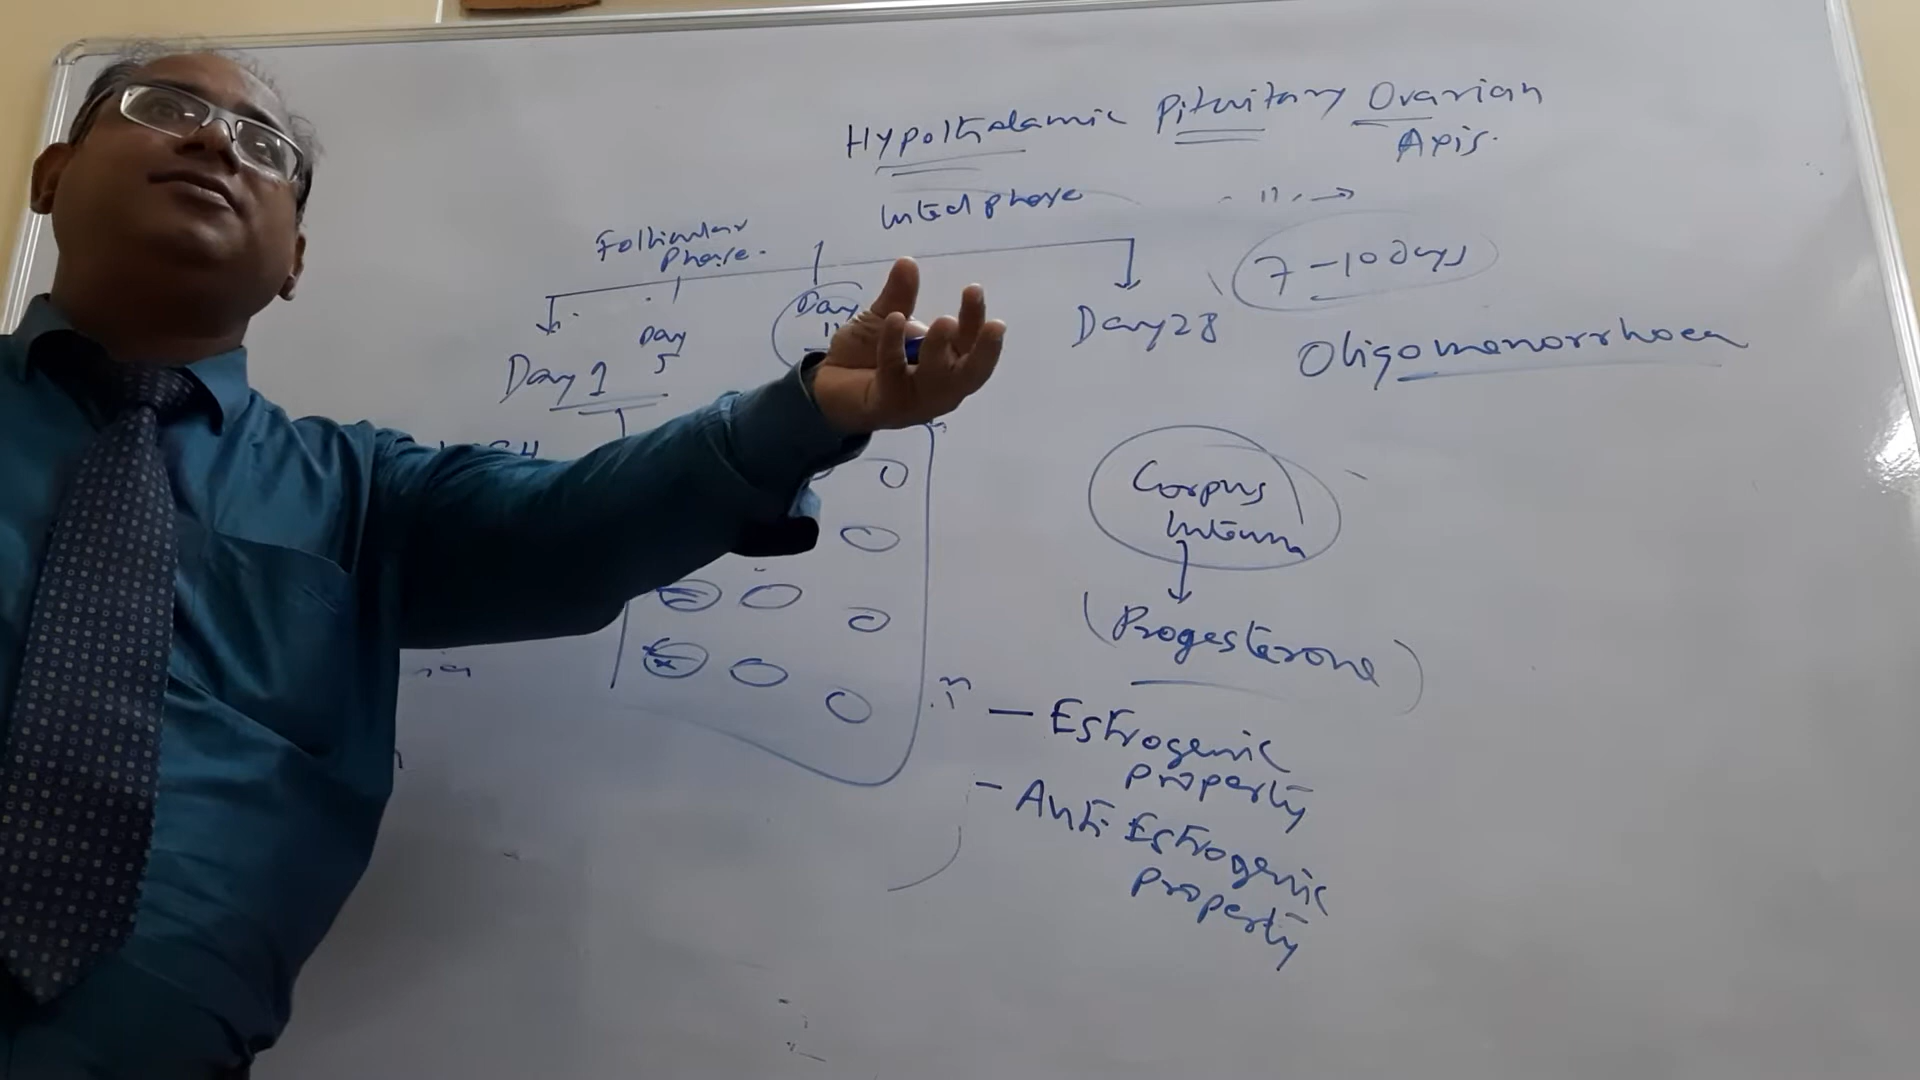 Hypothalamic Pituitary Ovarian
Axis.
luteal phase
Follicular
Phase.
7-10 days
Day 1
Day
5
Day
Day 28
Oligomenorrhoea
Corpus
luteum
(Progesterone)
- Estrogenic
Property
- Anti Estrogenic
Property